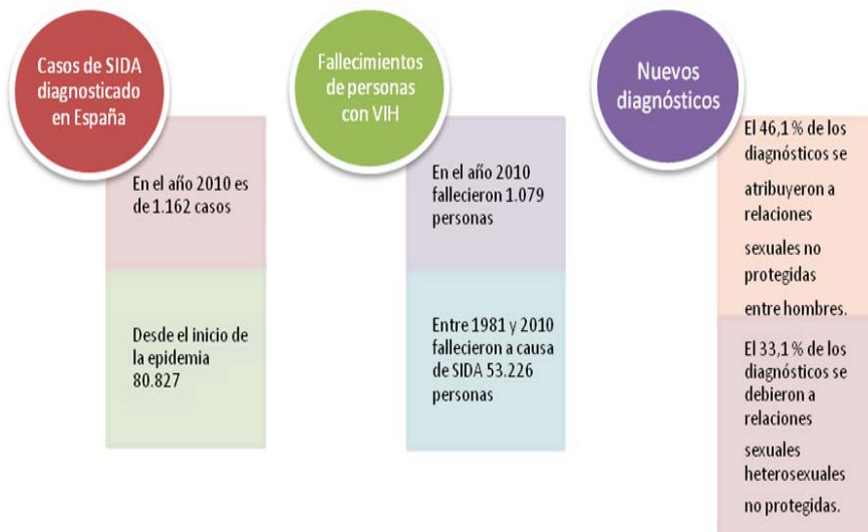 Casos de SIDA
diagnosticado
en España
En el año 2010 es
de 1.162 casos
Desde el inicio de
la epidemia
80.827
Fallecimientos
de personas
con VIH
En el año 2010
fallecieron 1.079
personas
Entre 1981 y 2010
fallecieron a causa
de SIDA 53.226
personas
Nuevos
diagnósticos
El 46,1 % de los
diagnósticos se
atribuyeron a
relaciones
sexuales no
protegidas
entre hombres.
El 33,1 % de los
diagnósticos se
debieron a
relaciones
sexuales
heterosexuales
no protegidas.